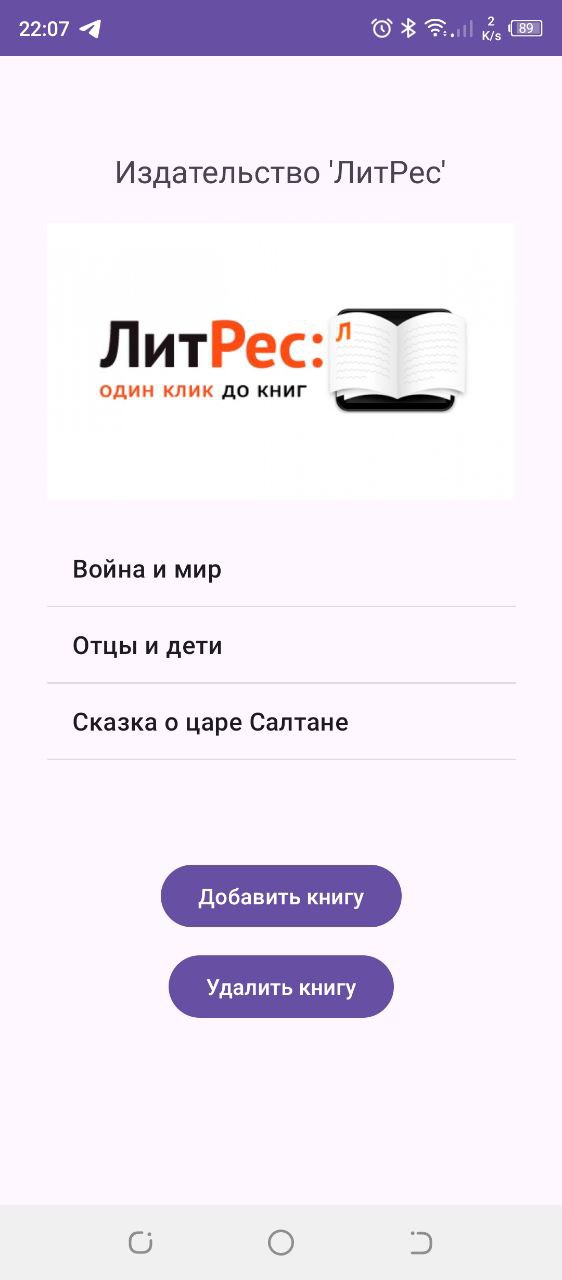 22:07
2
K/s
89
Издательство 'ЛитРес'
ЛитРес:
один клик до книг
Л
Война и мир
Отцы и дети
Сказка о царе Салтане
Добавить книгу
Удалить книгу